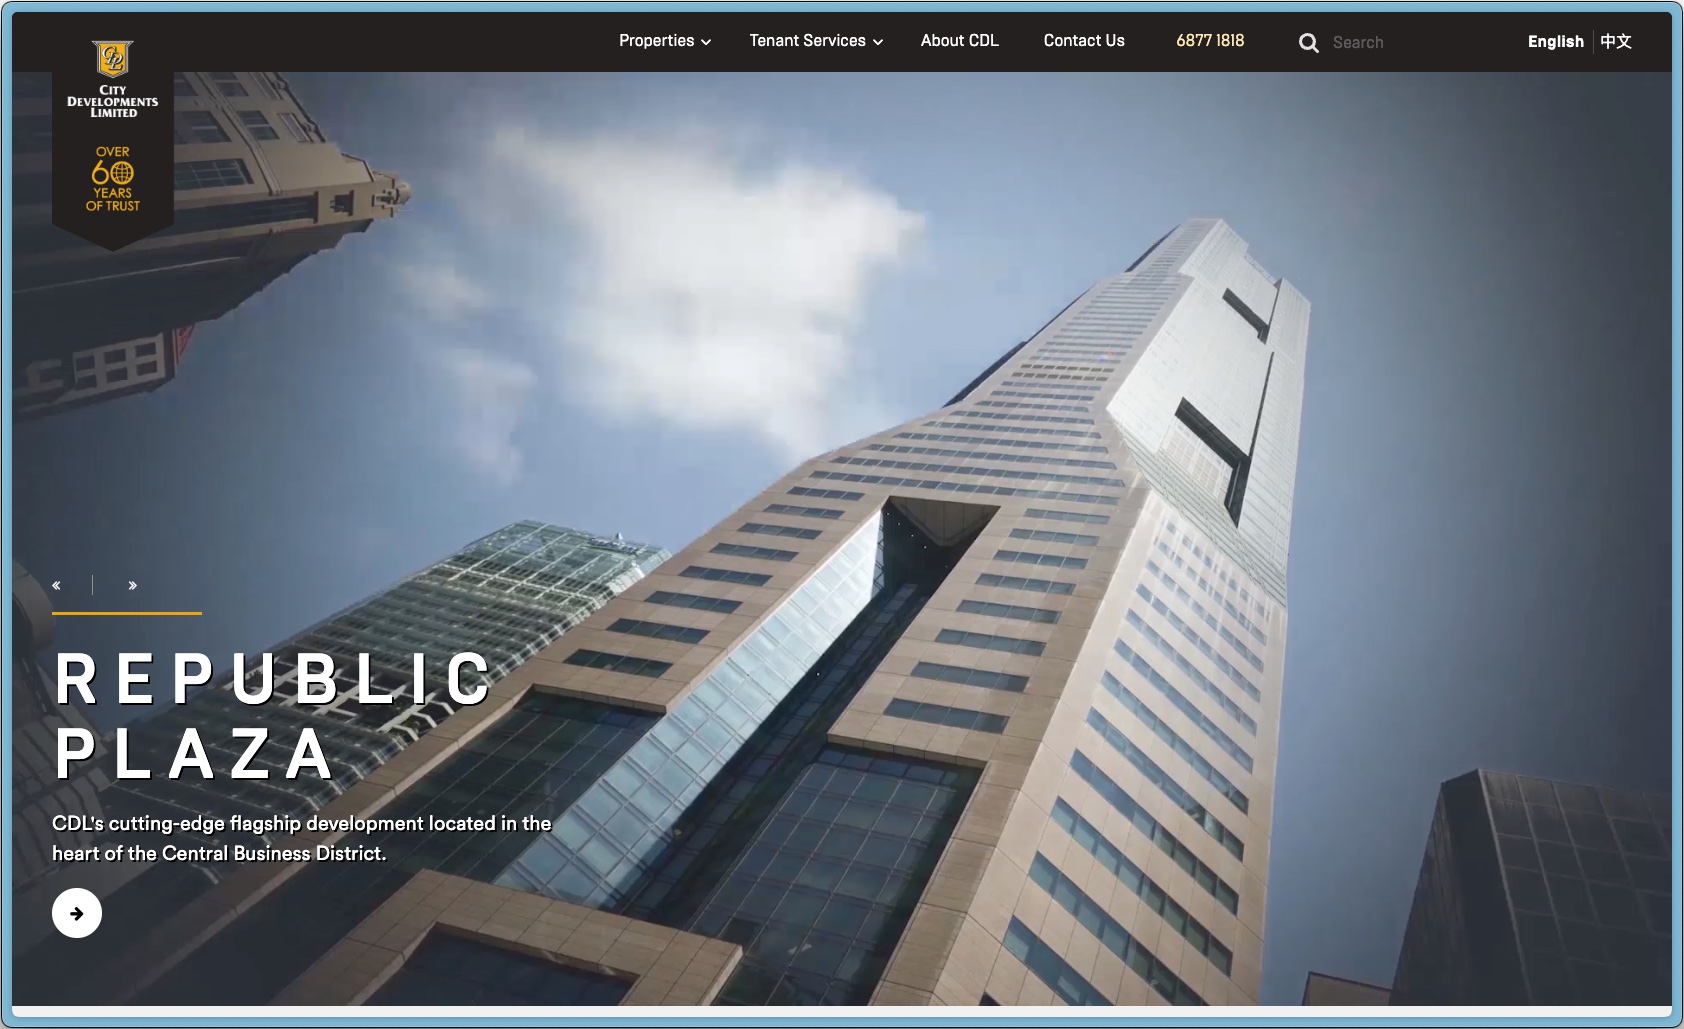 Properties
Tenant Services
About CDL
Contact Us
6877 1818
Search
English
中文
CDL
CITY
DEVELOPMENTS
LIMITED
OVER
60
YEARS
OF TRUST
«
»
REPUBLIC
PLAZA
CDL's cutting-edge flagship development located in the
heart of the Central Business District.